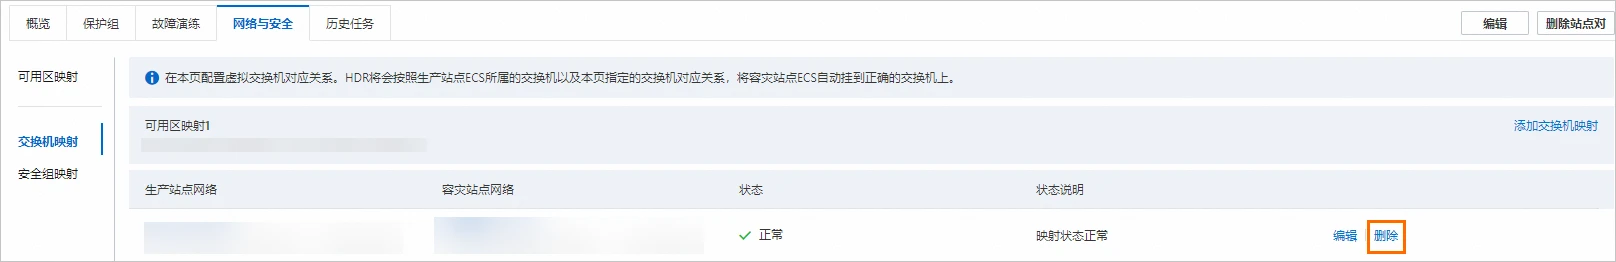 概览 保护组 故障演练 网络与安全 历史任务 编辑 删除站点对
可用区映射
在本页配置虚拟交换机对应关系。HDR将会按照生产站点ECS所属的交换机以及本页指定的交换机对应关系，将容灾站点ECS自动挂到正确的交换机上。
可用区映射1 添加交换机映射
交换机映射
安全组映射
生产站点网络 容灾站点网络 状态 状态说明
正常 映射状态正常 编辑 删除